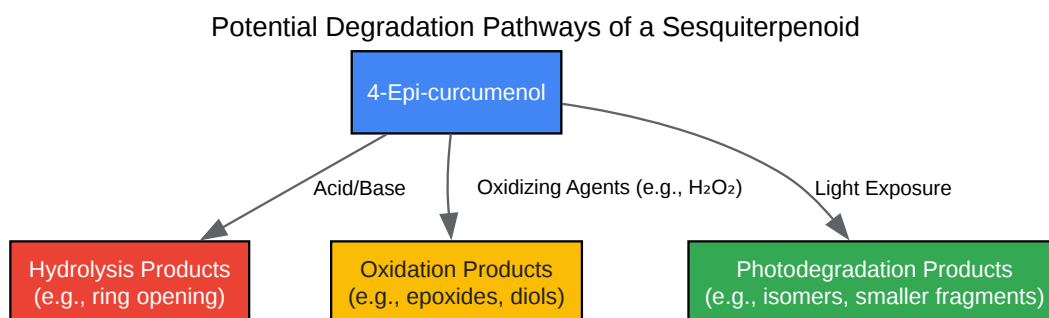 Potential Degradation Pathways of a Sesquiterpenoid
4-Epi-curcumenol
Acid/Base
Oxidizing Agents (e.g., H₂O₂)
Light Exposure
Hydrolysis Products
(e.g., ring opening)
Oxidation Products
(e.g., epoxides, diols)
Photodegradation Products
(e.g., isomers, smaller fragments)